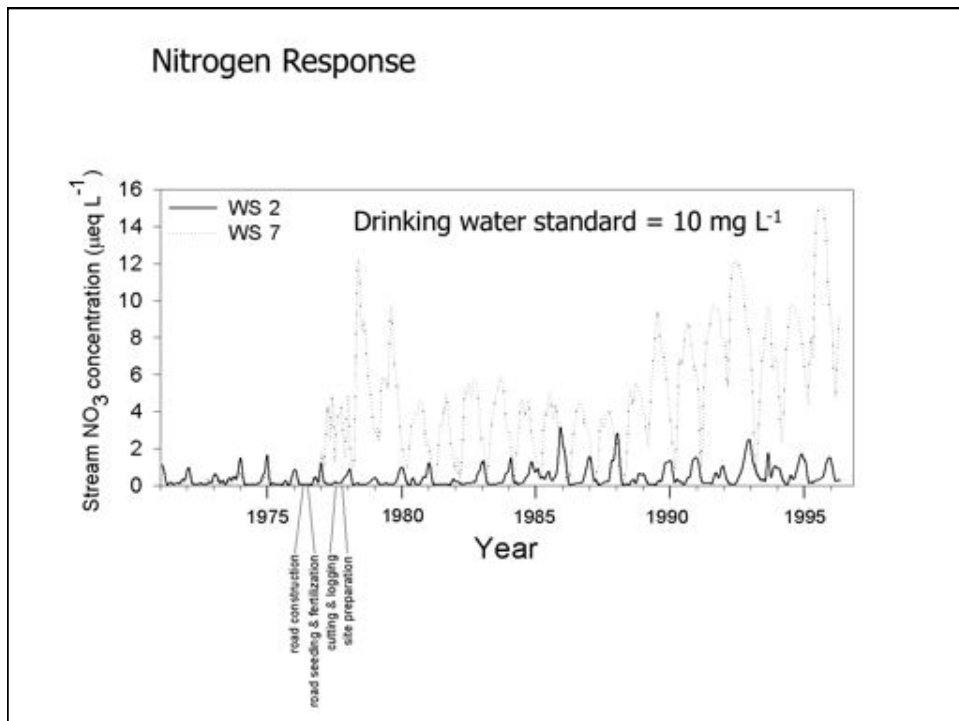 Nitrogen Response
Stream NO3 concentration (μeq L-1)
16
14
12
10
8
6
4
2
0
WS 2
WS 7
Drinking water standard = 10 mg L-1
1975
1980
1985
1990
1995
Year
road construction
road seeding & fertilization
cutting & logging
site preparation